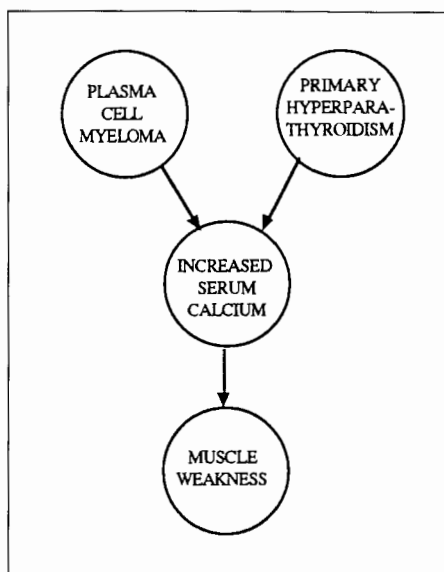 PLASMA
CELL
MYELOMA
PRIMARY
HYPERPARA-
THYROIDISM
INCREASED
SERUM
CALCIUM
MUSCLE
WEAKNESS